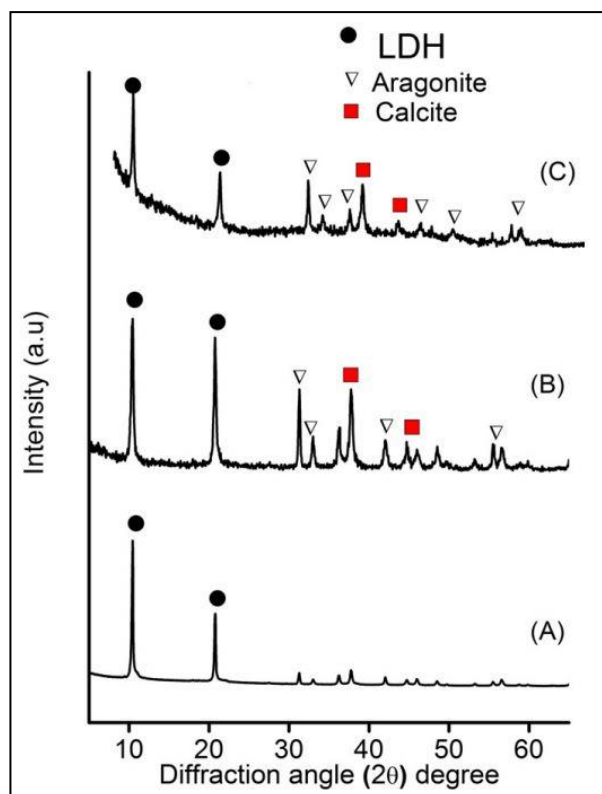 LDH
Aragonite
Calcite
(C)
(B)
(A)
Intensity (a.u)
10 20 30 40 50 60
Diffraction angle (2θ) degree